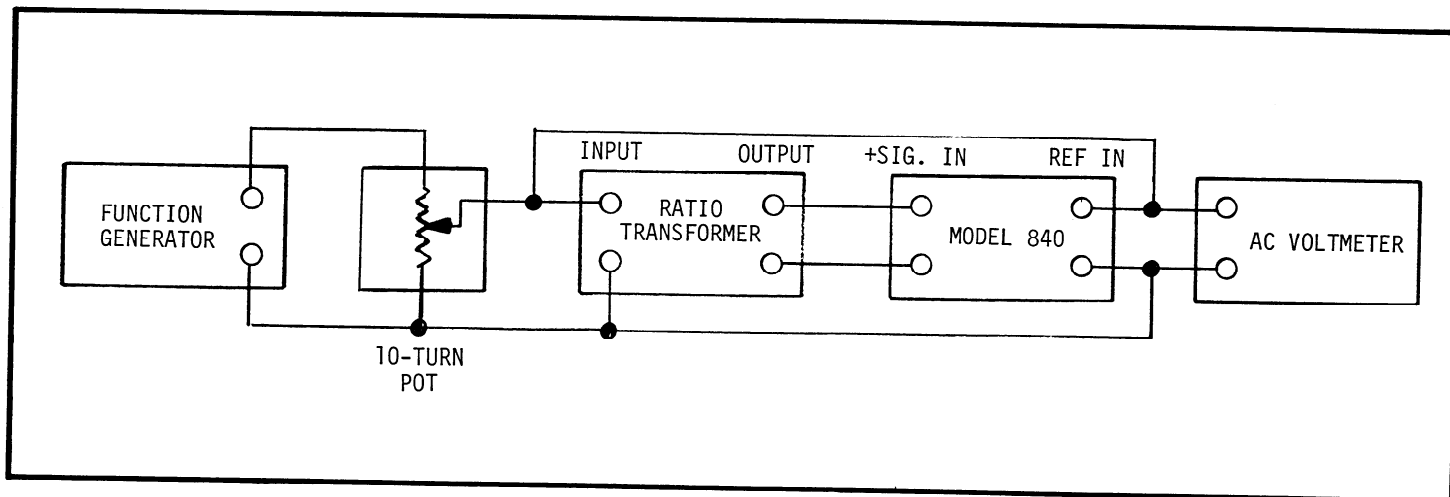 FUNCTION
GENERATOR
10-TURN
POT
INPUT
OUTPUT
RATIO
TRANSFORMER
+SIG. IN
REF IN
MODEL 840
AC VOLTMETER